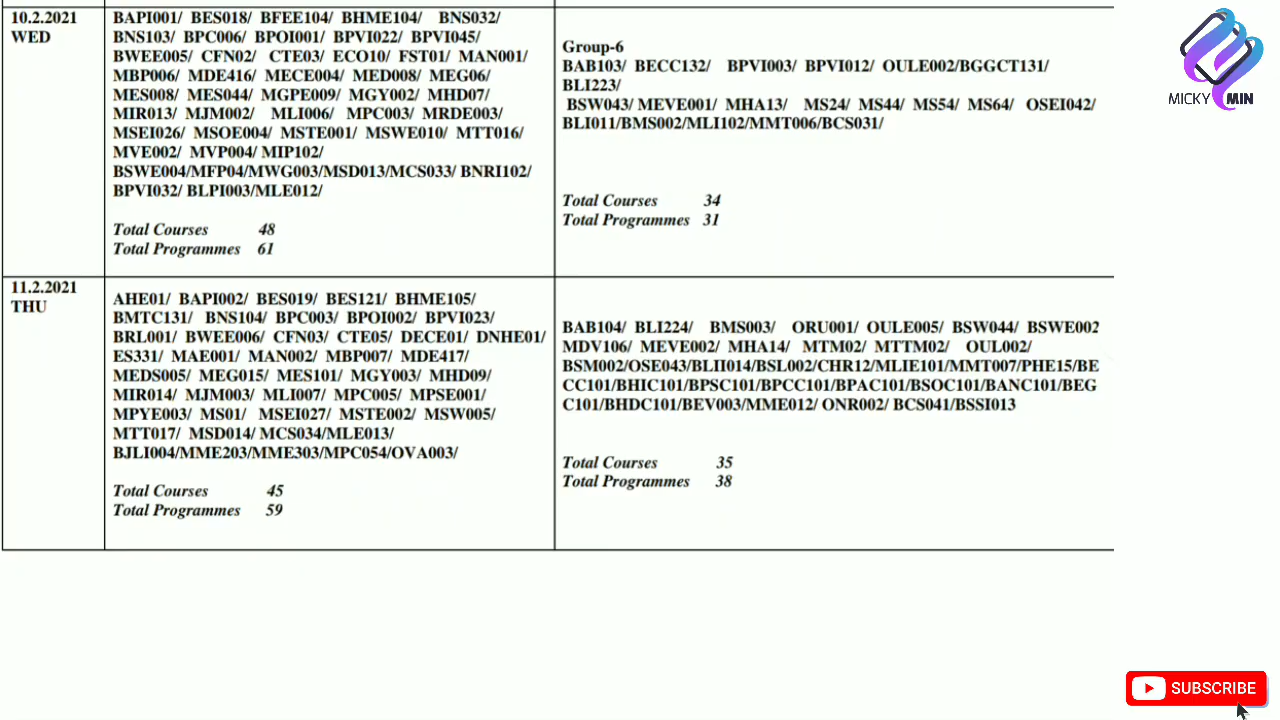 10.2.2021
WED
BAPI001/ BES018/ BFEE104/ BHME104/ BNS032/
BNS103/ BPC006/ BPOI001/ BPVI022/ BPVI045/
BWEE005/ CFN02/ CTE03/ ECO10/ FST01/ MAN001/
MBP006/ MDE416/ MECE004/ MED008/ MEG06/
MES008/ MES044/ MGPE009/ MGY002/ MHD07/
MIR013/ MJM002/ MLI006/ MPC003/ MRDE003/
MSEI026/ MSOE004/ MSTE001/ MSWE010/ MTT016/
MVE002/ MVP004/ MIP102/
BSWE004/MFP04/MWG003/MSD013/MCS033/ BNRI102/
BPVI032/ BLPI003/MLE012/
Total Courses 48
Total Programmes 61
Group-6
BAB103/ BECC132/ BPVI003/ BPVI012/ OULE002/BGGCT131/
BLI223/
BSW043/ MEVE001/ MHA13/ MS24/ MS44/ MS54/ MS64/ OSEI042/
BLI011/BMS002/MLI102/MMT006/BCS031/
Total Courses 34
Total Programmes 31
11.2.2021
THU
AHE01/ BAPI002/ BES019/ BES121/ BHME105/
BMTC131/ BNS104/ BPC003/ BPOI002/ BPVI023/
BRL001/ BWEE006/ CFN03/ CTE05/ DECE01/ DNHE01/
ES331/ MAE001/ MAN002/ MBP007/ MDE417/
MEDS005/ MEG015/ MES101/ MGY003/ MHD09/
MIR014/ MJM003/ MLI007/ MPC005/ MPSE001/
MPYE003/ MS01/ MSEI027/ MSTE002/ MSW005/
MTT017/ MSD014/ MCS034/MLE013/
BJLI004/MME203/MME303/MPC054/OVA003/
Total Courses 45
Total Programmes 59
BAB104/ BLI224/ BMS003/ ORU001/ OULE005/ BSW044/ BSWE002
MDV106/ MEVE002/ MHA14/ MTM02/ MTTM02/ OUL002/
BSM002/OSE043/BLII014/BSL002/CHR12/MLIE101/MMT007/PHE15/BE
CC101/BHIC101/BPSC101/BPCC101/BPAC101/BSOC101/BANC101/BEG
C101/BHDC101/BEV003/MME012/ ONR002/ BCS041/BSSI013
Total Courses 35
Total Programmes 38
MICKY MIN
SUBSCRIBE